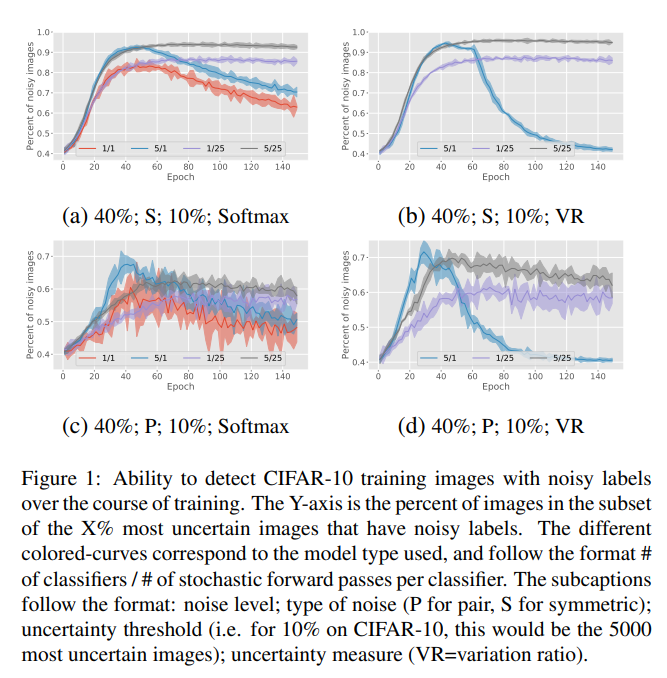 1.0
0.9
0.8
0.7
0.6
0.5
0.4
Percent of noisy images
1/1 5/1 1/25 5/25
0 20 40 60 80 100 120 140
Epoch
1.0
0.9
0.8
0.7
0.6
0.5
0.4
Percent of noisy images
5/1 1/25 5/25
0 20 40 60 80 100 120 140
Epoch
(a) 40%; S; 10%; Softmax
(b) 40%; S; 10%; VR
0.7
0.6
0.5
0.4
Percent of noisy images
1/1 5/1 1/25 5/25
0 20 40 60 80 100 120 140
Epoch
0.7
0.6
0.5
0.4
Percent of noisy images
5/1 1/25 5/25
0 20 40 60 80 100 120 140
Epoch
(c) 40%; P; 10%; Softmax
(d) 40%; P; 10%; VR
Figure 1: Ability to detect CIFAR-10 training images with noisy labels
over the course of training. The Y-axis is the percent of images in the subset
of the X% most uncertain images that have noisy labels. The different
colored-curves correspond to the model type used, and follow the format #
of classifiers / # of stochastic forward passes per classifier. The subcaptions
follow the format: noise level; type of noise (P for pair, S for symmetric);
uncertainty threshold (i.e. for 10% on CIFAR-10, this would be the 5000
most uncertain images); uncertainty measure (VR=variation ratio).